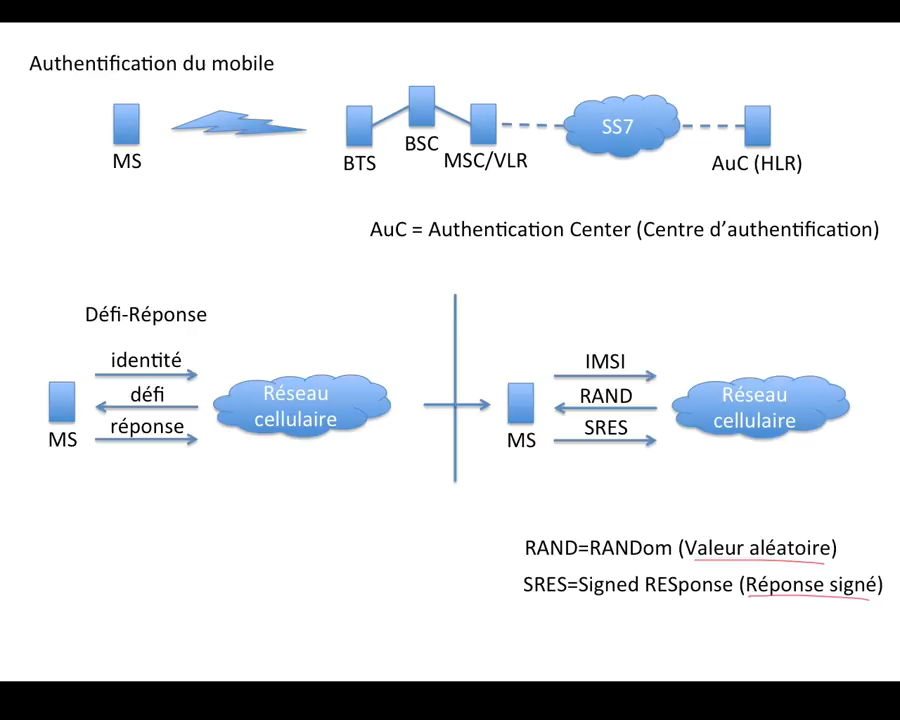 Authentification du mobile
MS
BTS
BSC
MSC/VLR
SS7
AuC (HLR)
AuC = Authentication Center (Centre d'authentification)
Défi-Réponse
identité
défi
réponse
MS
Réseau
cellulaire
IMSI
RAND
SRES
MS
Réseau
cellulaire
RAND=RANDom (Valeur aléatoire)
SRES=Signed RESponse (Réponse signé)